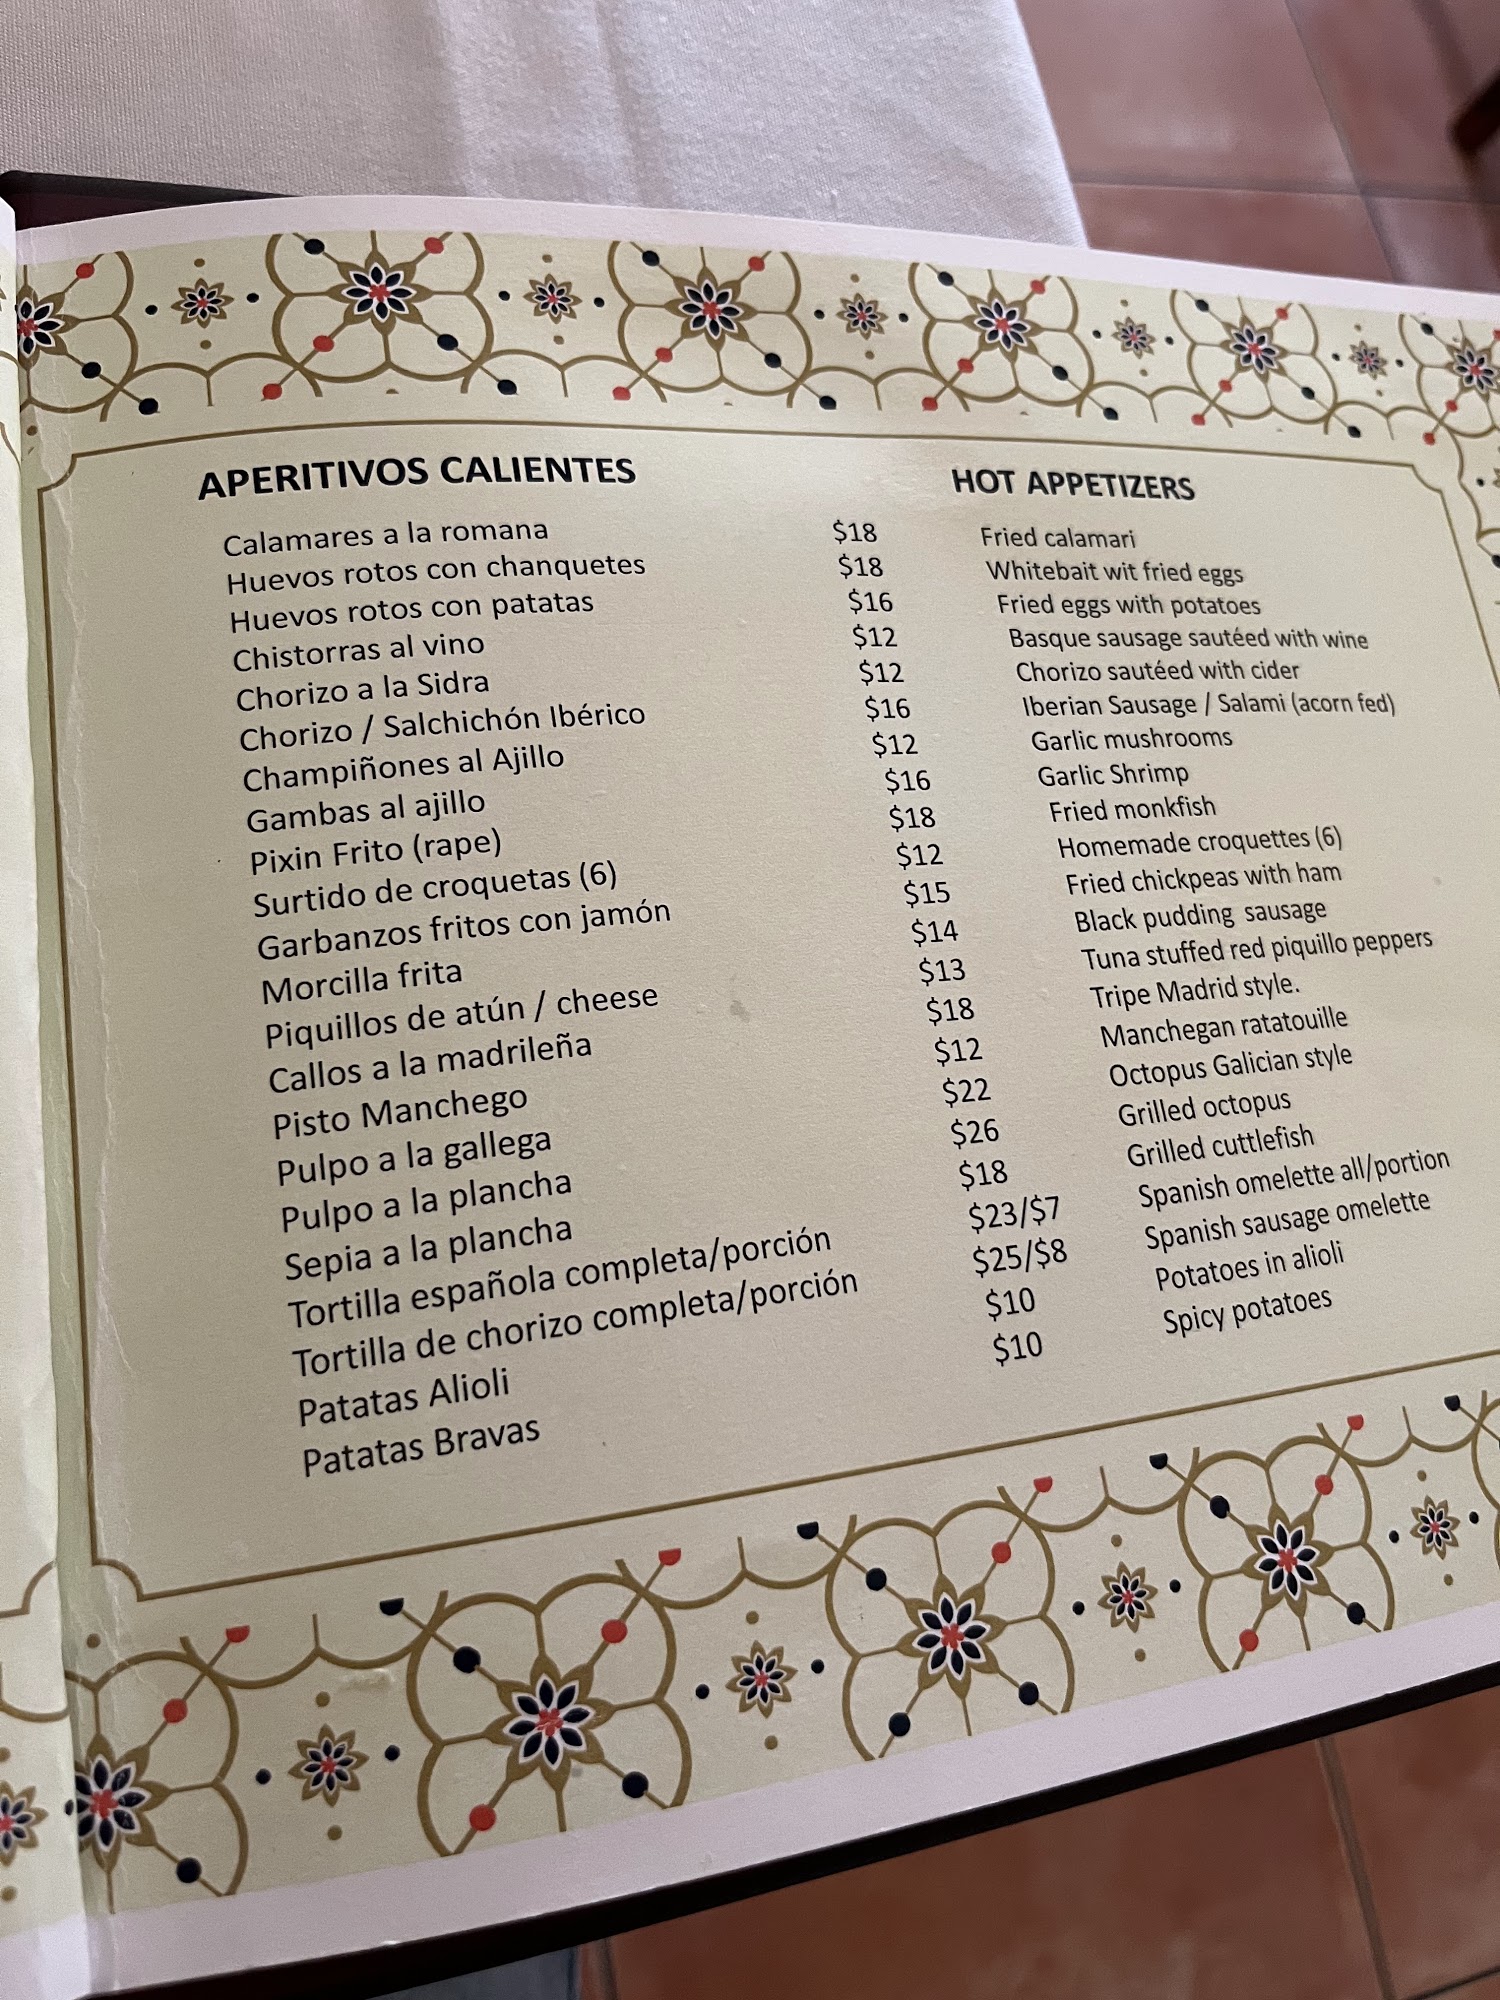 APERITIVOS CALIENTES HOT APPETIZERS
Calamares a la romana $18 Fried calamari
Huevos rotos con chanquetes $18 Whitebait wit fried eggs
Huevos rotos con patatas $16 Fried eggs with potatoes
Chistorras al vino $12 Basque sausage sautéed with wine
Chorizo a la Sidra $12 Chorizo sautéed with cider
Chorizo / Salchichón Ibérico $16 Iberian Sausage / Salami (acorn fed)
Champiñones al Ajillo $12 Garlic mushrooms
Gambas al ajillo $16 Garlic Shrimp
Pixin Frito (rape) $18 Fried monkfish
Surtido de croquetas (6) $12 Homemade croquettes (6)
Garbanzos fritos con jamón $15 Fried chickpeas with ham
Morcilla frita $14 Black pudding sausage
Piquillos de atún / cheese $13 Tuna stuffed red piquillo peppers
Callos a la madrileña $18 Tripe Madrid style.
Pisto Manchego $12 Manchegan ratatouille
Pulpo a la gallega $22 Octopus Galician style
Pulpo a la plancha $26 Grilled octopus
Sepia a la plancha $18 Grilled cuttlefish
Tortilla española completa/porción $23/$7 Spanish omelette all/portion
Tortilla de chorizo completa/porción $25/$8 Spanish sausage omelette
Patatas Alioli $10 Potatoes in alioli
Patatas Bravas $10 Spicy potatoes